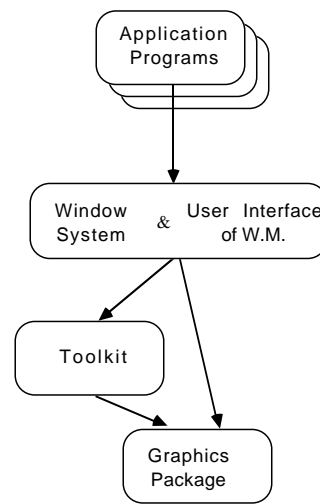 Application
Programs
Window & User Interface
System of W.M.
Toolkit
Graphics
Package